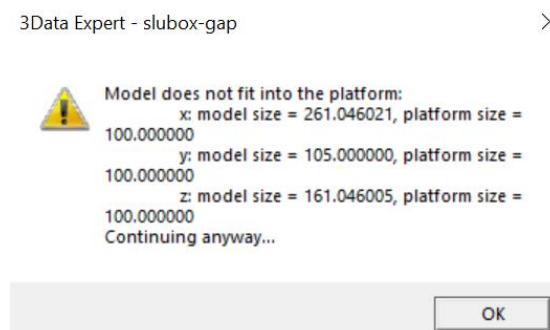 3Data Expert - slubox-gap
Model does not fit into the platform:
x: model size = 261.046021, platform size =
100.000000
y: model size = 105.000000, platform size =
100.000000
z: model size = 161.046005, platform size =
100.000000
Continuing anyway...
OK